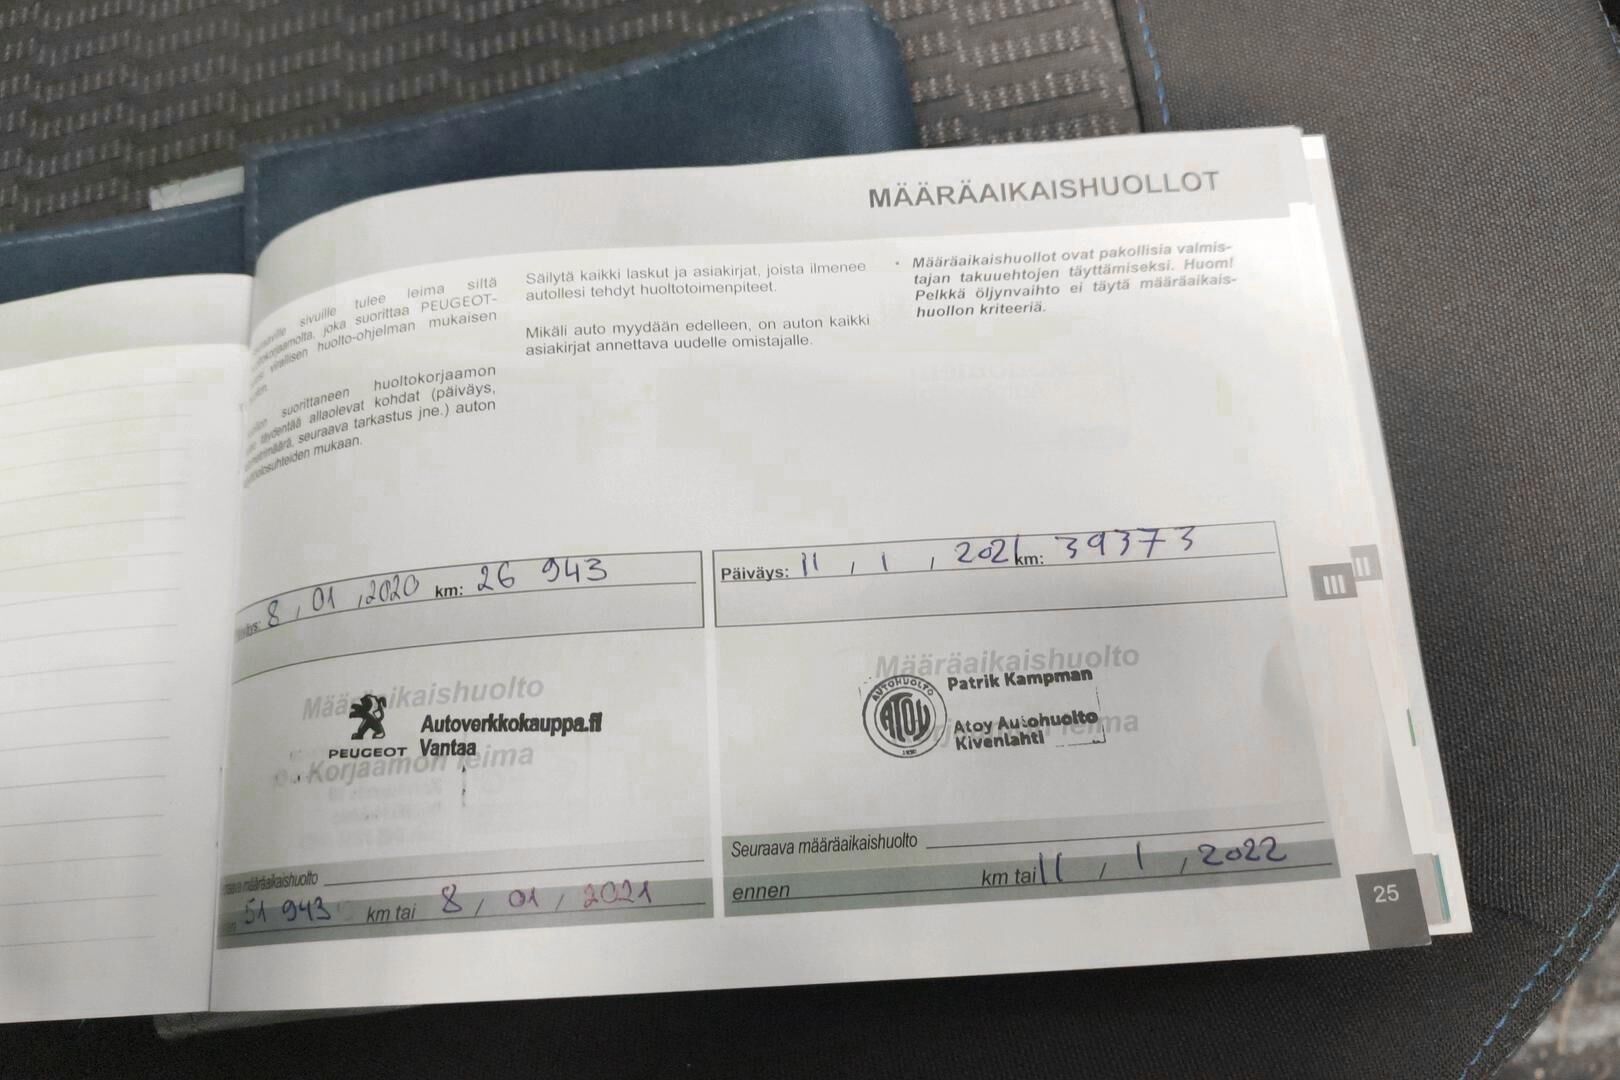 MÄÄRÄAIKAISHUOLLOT
sivuille tulee leima siltä
joka suorittaa PEUGEOT-
virallisen huolto-ohjelman mukaisen
suorittaneen huoltokorjaamon
täydentää allaolevat kohdat (päiväys,
seuraava tarkastus jne.) auton
mukaan.
Säilytä kaikki laskut ja asiakirjat, joista ilmenee
autollesi tehdyt huoltotoimenpiteet.
Mikäli auto myydään edelleen, on auton kaikki
asiakirjat annettava uudelle omistajalle.
• Määräaikaishuollot ovat pakollisia valmis-
tajan takuuehtojen täyttämiseksi. Huom!
Pelkkä öljynvaihto ei täytä määräaikais-
huollon kriteeriä.
8, 01, 2020 km: 26 943
Määräaikaishuolto
PEUGEOT
Autoverkkokauppa.fi
Vantaa
Korjaamon leima
määräaikaishuolto
51 943 km tai 8, 01, 2021
Päiväys: 11, 1, 2021 km: 39373
Määräaikaishuolto
AUTOHUOLTO
ATOY
Patrik Kampman
Atoy Autohuolto
Kivenlahti
leima
Seuraava määräaikaishuolto
ennen km tai 11, 1, 2022
III
II
25